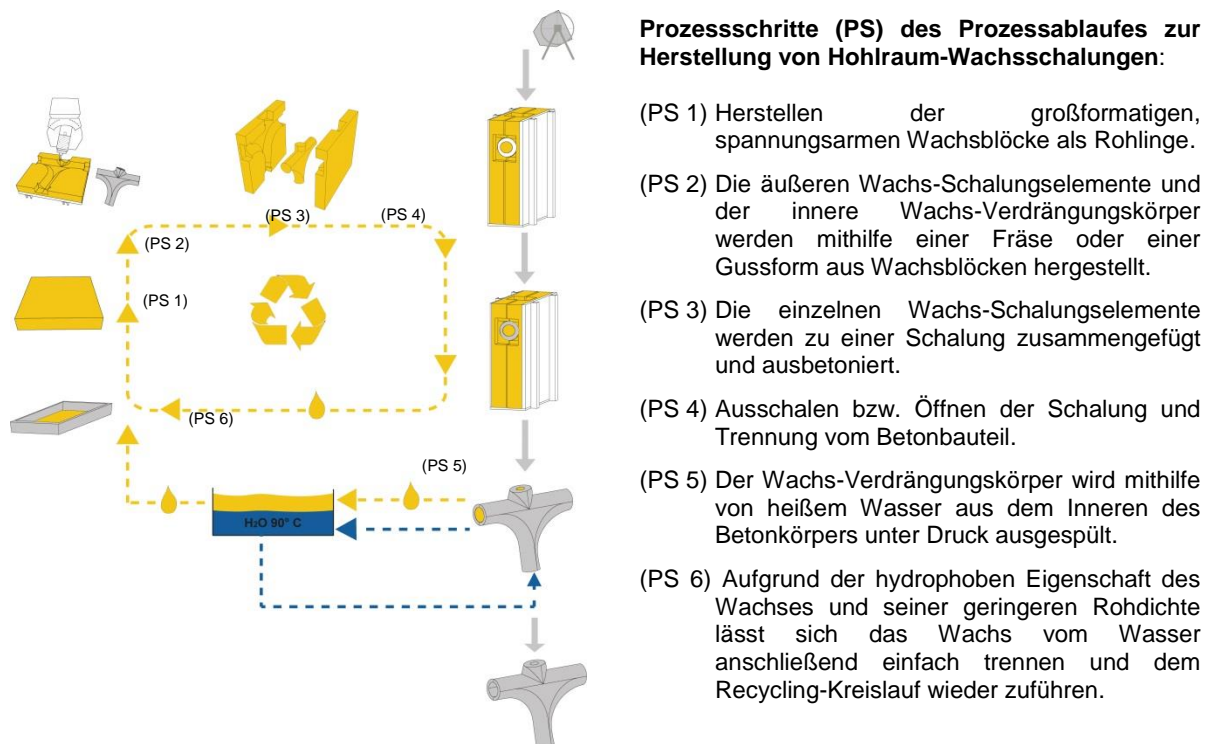 (PS 3)
(PS 4)
(PS 2)
(PS 1)
(PS 6)
(PS 5)
H₂O 90° C
Prozessschritte (PS) des Prozessablaufes zur
Herstellung von Hohlraum-Wachsschalungen:
(PS 1) Herstellen der großformatigen,
spannungsarmen Wachsblöcke als Rohlinge.
(PS 2) Die äußeren Wachs-Schalungselemente und
der innere Wachs-Verdrängungskörper
werden mithilfe einer Fräse oder einer
Gussform aus Wachsblöcken hergestellt.
(PS 3) Die einzelnen Wachs-Schalungselemente
werden zu einer Schalung zusammengefügt
und ausbetoniert.
(PS 4) Ausschalen bzw. Öffnen der Schalung und
Trennung vom Betonbauteil.
(PS 5) Der Wachs-Verdrängungskörper wird mithilfe
von heißem Wasser aus dem Inneren des
Betonkörpers unter Druck ausgespült.
(PS 6) Aufgrund der hydrophoben Eigenschaft des
Wachses und seiner geringeren Rohdichte
lässt sich das Wachs vom Wasser
anschließend einfach trennen und dem
Recycling-Kreislauf wieder zuführen.